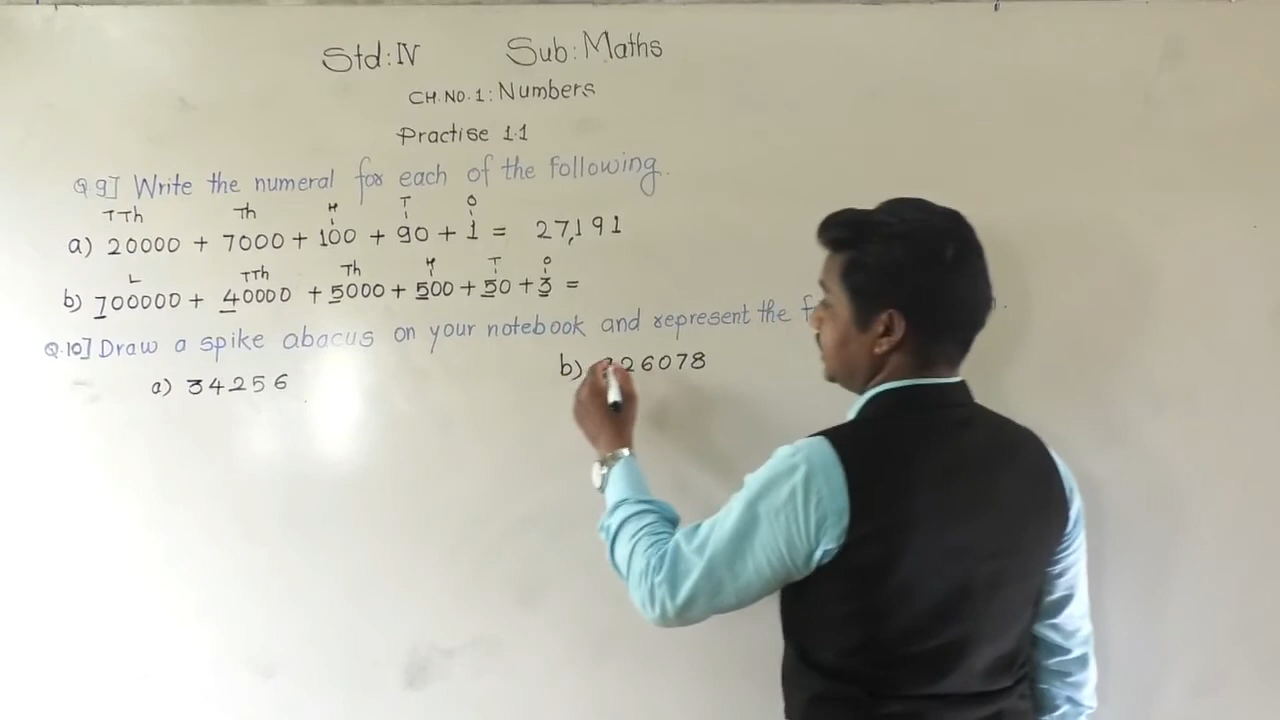 Std: IV Sub: Maths
CH. NO. 1: Numbers
Practise 1.1
Q 9] Write the numeral for each of the following.
TTh Th H T O
a) 20000 + 7000 + 100 + 90 + 1 = 27,191
L TTh Th H T O
b) 700000 + 40000 + 5000 + 500 + 50 + 3 =
Q.10] Draw a spike abacus on your notebook and represent the
a) 34256 b) 26078